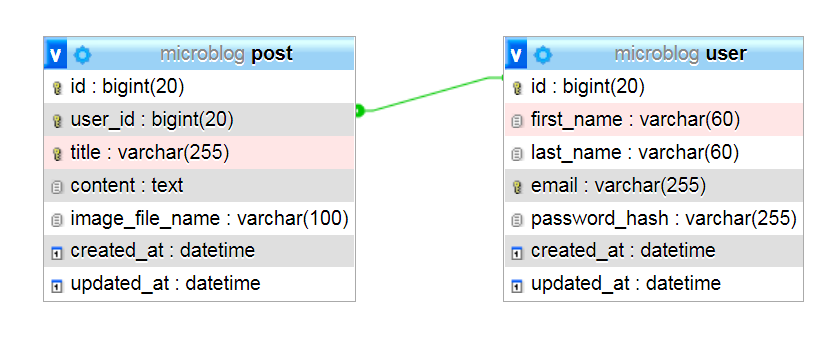 v microblog post
id : bigint(20)
user_id : bigint(20)
title : varchar(255)
content : text
image_file_name : varchar(100)
created_at : datetime
updated_at : datetime
v microblog user
id : bigint(20)
first_name : varchar(60)
last_name : varchar(60)
email : varchar(255)
password_hash : varchar(255)
created_at : datetime
updated_at : datetime